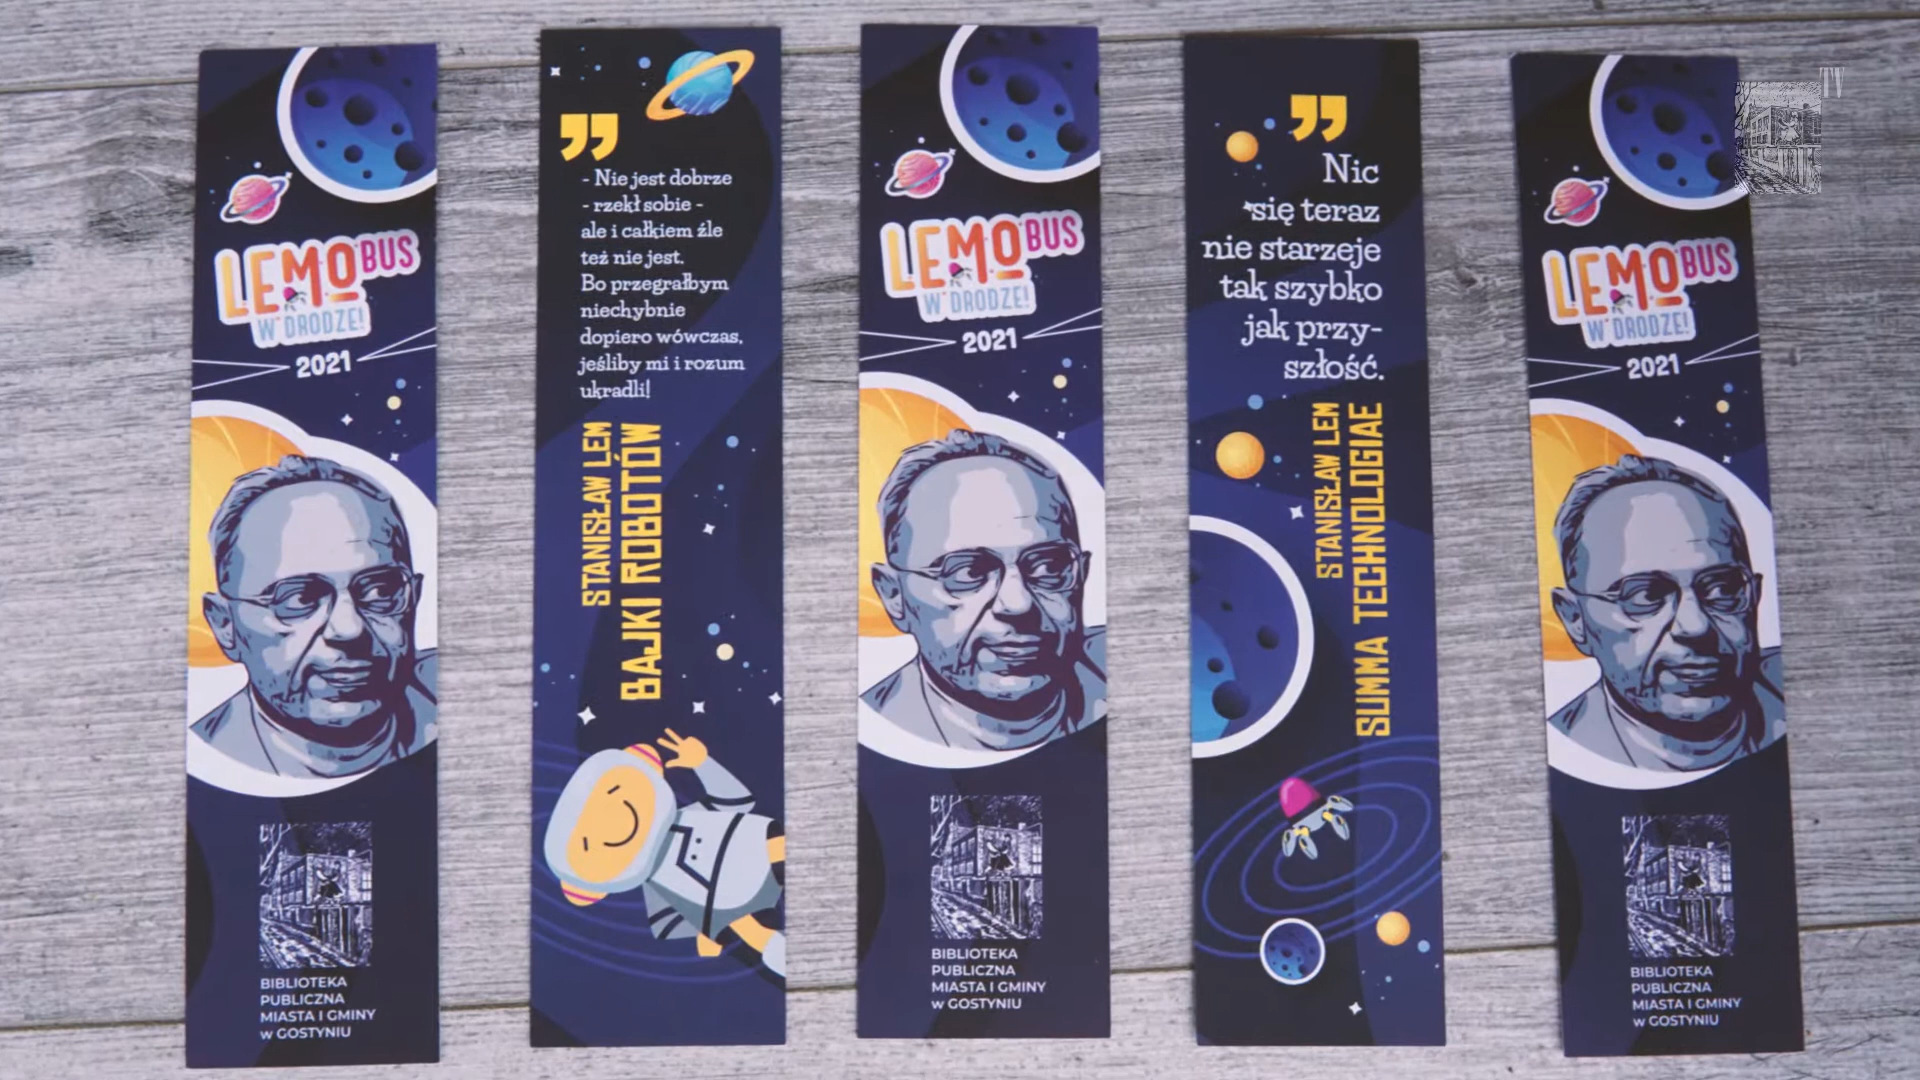 LEMOBUS
W DRODZE!
2021
BIBLIOTEKA
PUBLICZNA
MIASTA I GMINY
w GOSTYNIU
”
- Nie jest dobrze
- rzekł sobie -
ale i całkiem źle
też nie jest.
Bo przegrałbym
niechybnie
dopiero wówczas,
jeśliby mi i rozum
ukradli!
STANISŁAW LEM
BAJKI ROBOTÓW
LEMOBUS
W DRODZE!
2021
BIBLIOTEKA
PUBLICZNA
MIASTA I GMINY
w GOSTYNIU
”
Nic
się teraz
nie starzeje
tak szybko
jak przy-
szłość.
STANISŁAW LEM
SUMMA TECHNOLOGIAE
LEMOBUS
W DRODZE!
2021
BIBLIOTEKA
PUBLICZNA
MIASTA I GMINY
w GOSTYNIU
TV